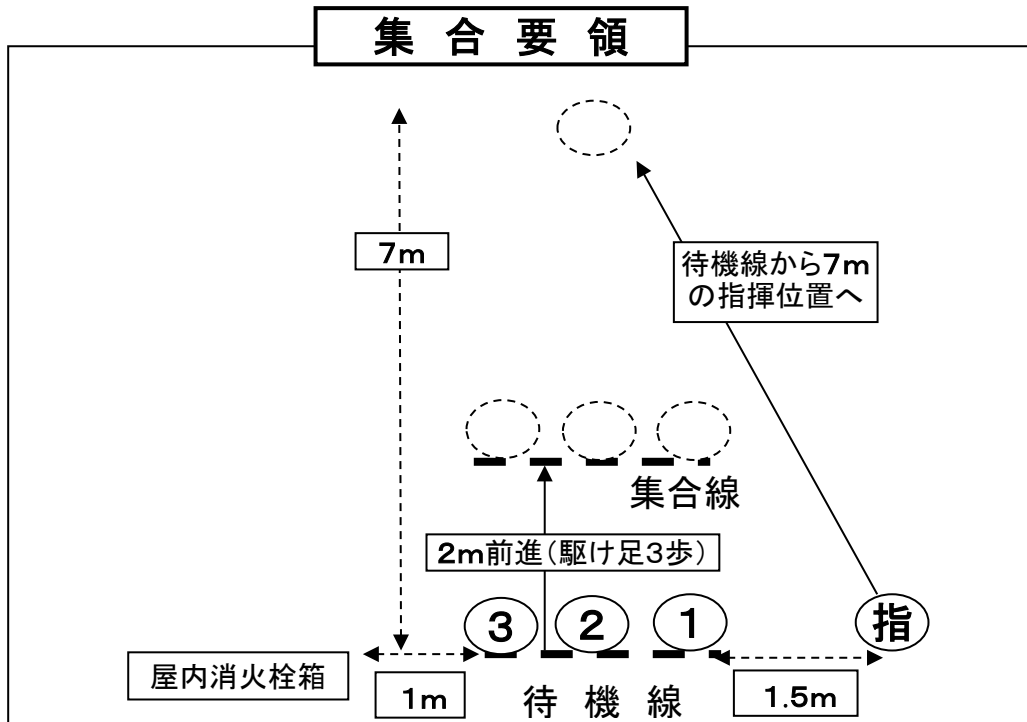 集合要領
7m
待機線から7m
の指揮位置へ
集合線
2m前進(駆け足3歩)
3 2 1 指
屋内消火栓箱
1m
待機線
1.5m